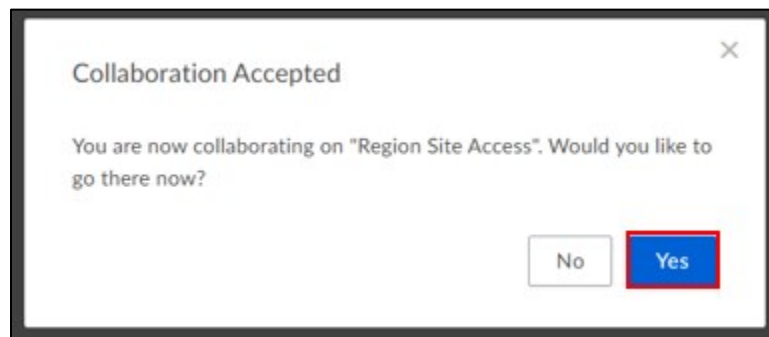 Collaboration Accepted
You are now collaborating on "Region Site Access". Would you like to
go there now?
No
Yes